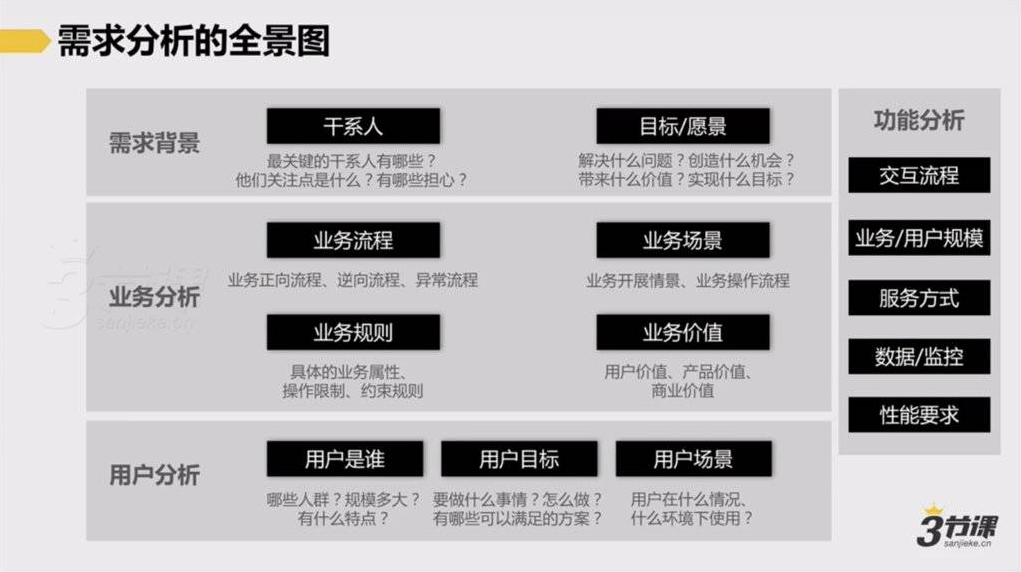 需求分析的全景图
需求背景
干系人
最关键的干系人有哪些？
他们关注点是什么？有哪些担心？
目标/愿景
解决什么问题？创造什么机会？
带来什么价值？实现什么目标？
业务分析
业务流程
业务正向流程、逆向流程、异常流程
业务场景
业务开展情景、业务操作流程
业务规则
具体的业务属性、
操作限制、约束规则
业务价值
用户价值、产品价值、
商业价值
用户分析
用户是谁
哪些人群？规模多大？
有什么特点？
用户目标
要做什么事情？怎么做？
有哪些可以满足的方案？
用户场景
用户在什么情况、
什么环境下使用？
功能分析
交互流程
业务/用户规模
服务方式
数据/监控
性能要求
3节课
sanjieke.cn
sanjieke.cn